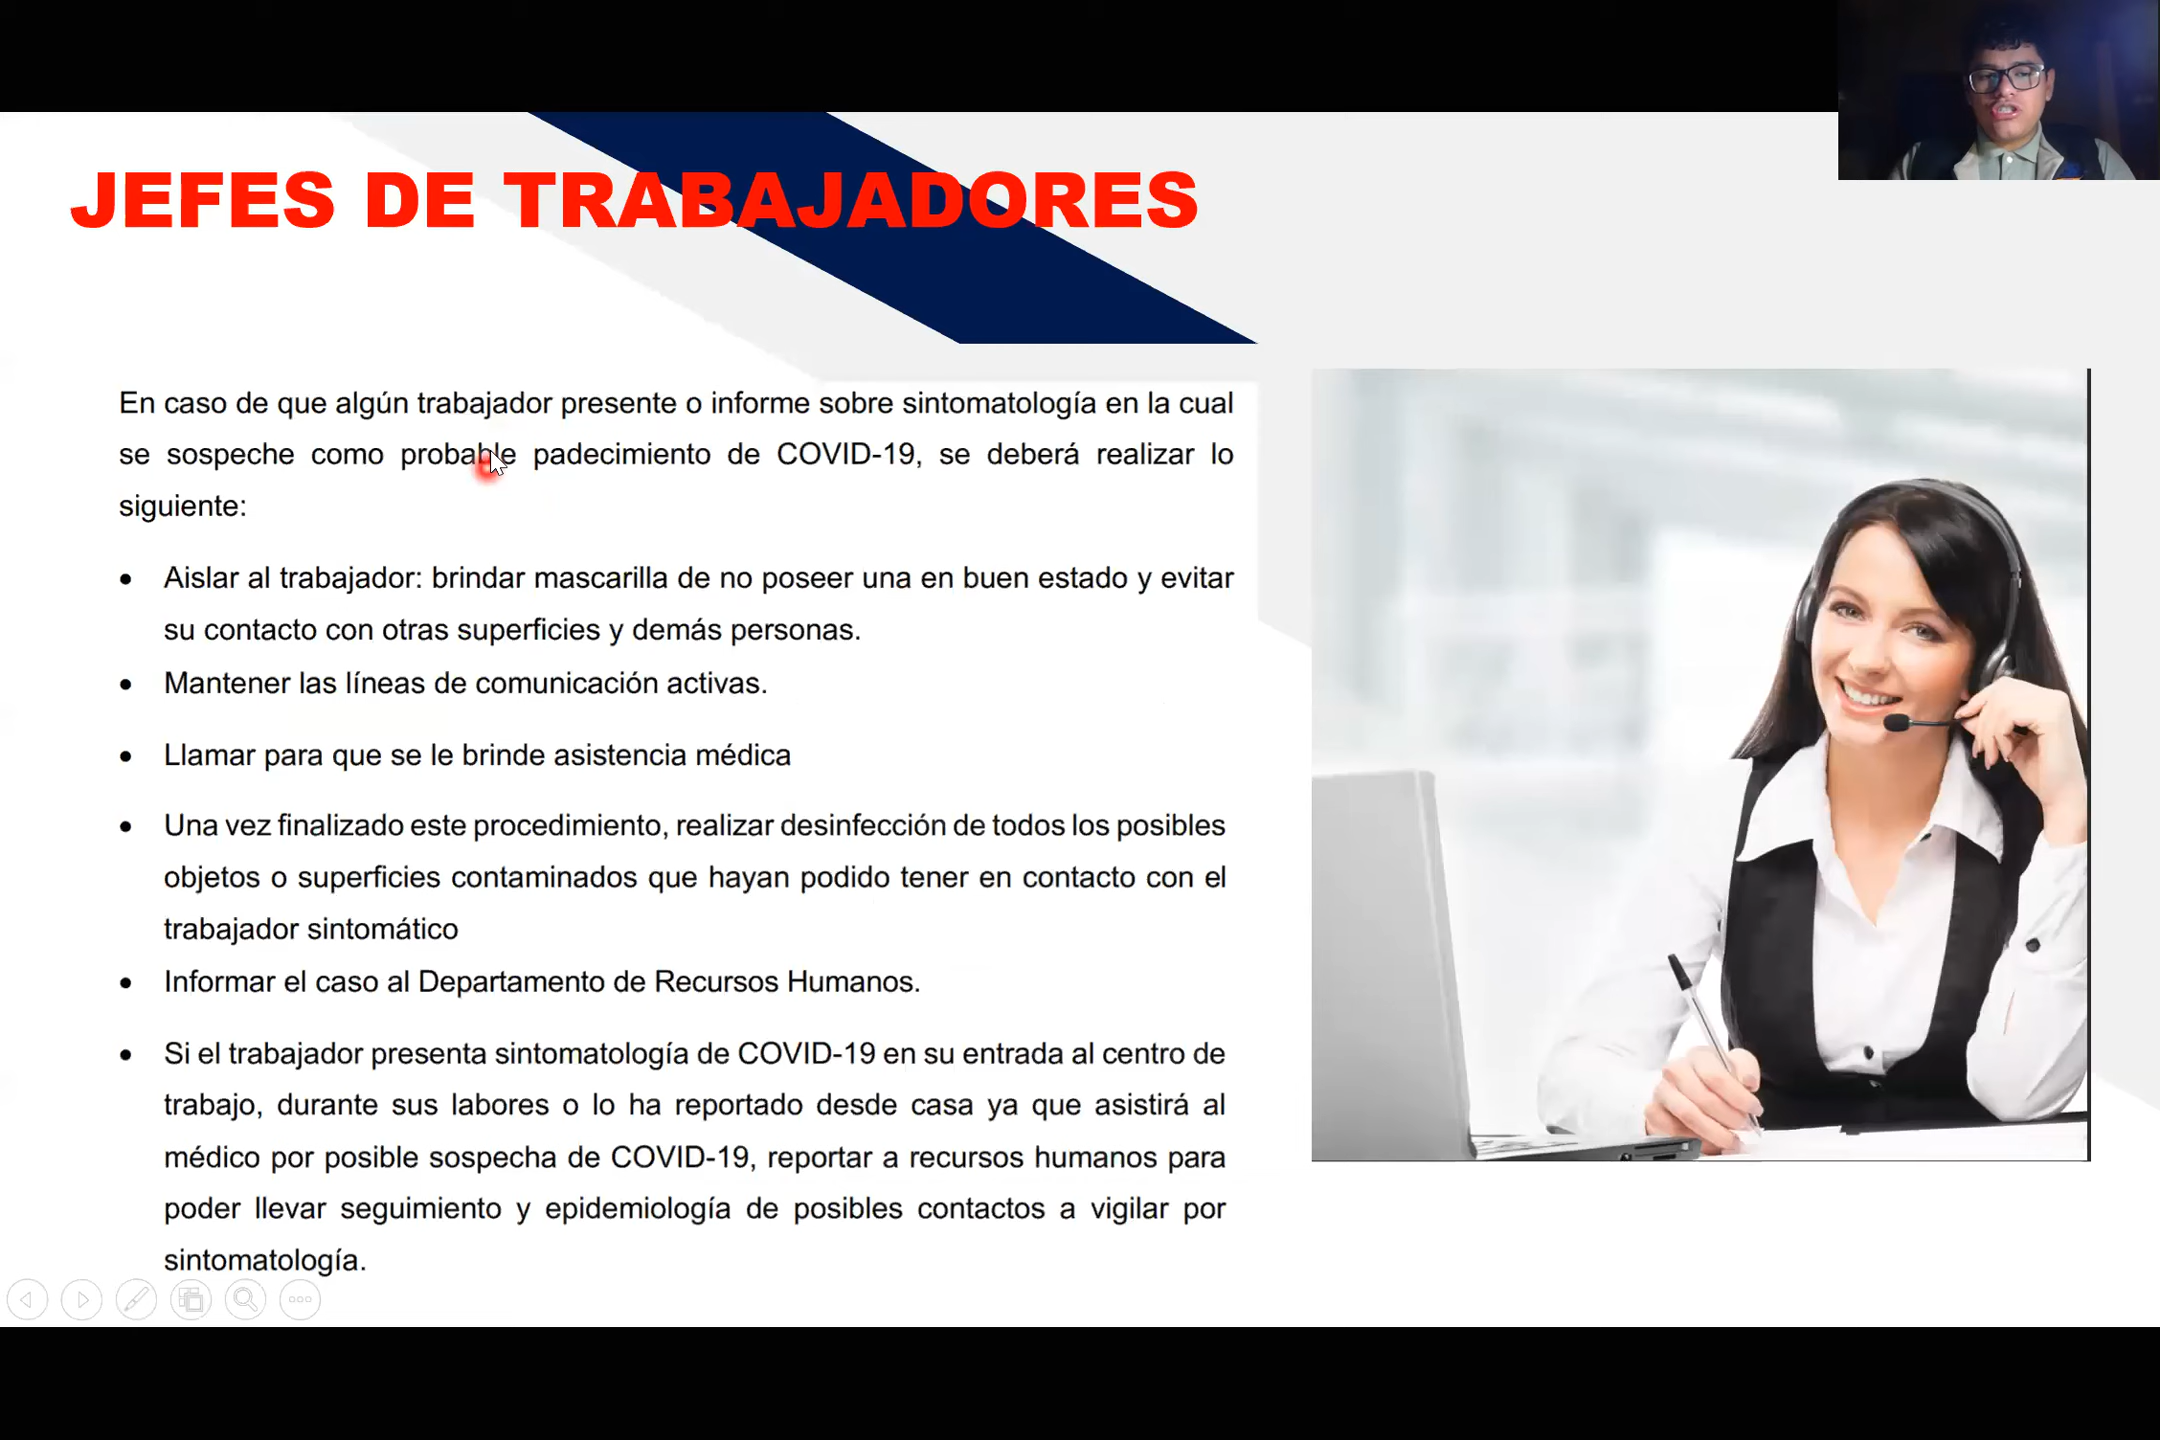 JEFES DE TRABAJADORES
En caso de que algún trabajador presente o informe sobre sintomatología en la cual
se sospeche como probable padecimiento de COVID-19, se deberá realizar lo
siguiente:
• Aislar al trabajador: brindar mascarilla de no poseer una en buen estado y evitar
su contacto con otras superficies y demás personas.
• Mantener las líneas de comunicación activas.
• Llamar para que se le brinde asistencia médica
• Una vez finalizado este procedimiento, realizar desinfección de todos los posibles
objetos o superficies contaminados que hayan podido tener en contacto con el
trabajador sintomático
• Informar el caso al Departamento de Recursos Humanos.
• Si el trabajador presenta sintomatología de COVID-19 en su entrada al centro de
trabajo, durante sus labores o lo ha reportado desde casa ya que asistirá al
médico por posible sospecha de COVID-19, reportar a recursos humanos para
poder llevar seguimiento y epidemiología de posibles contactos a vigilar por
sintomatología.